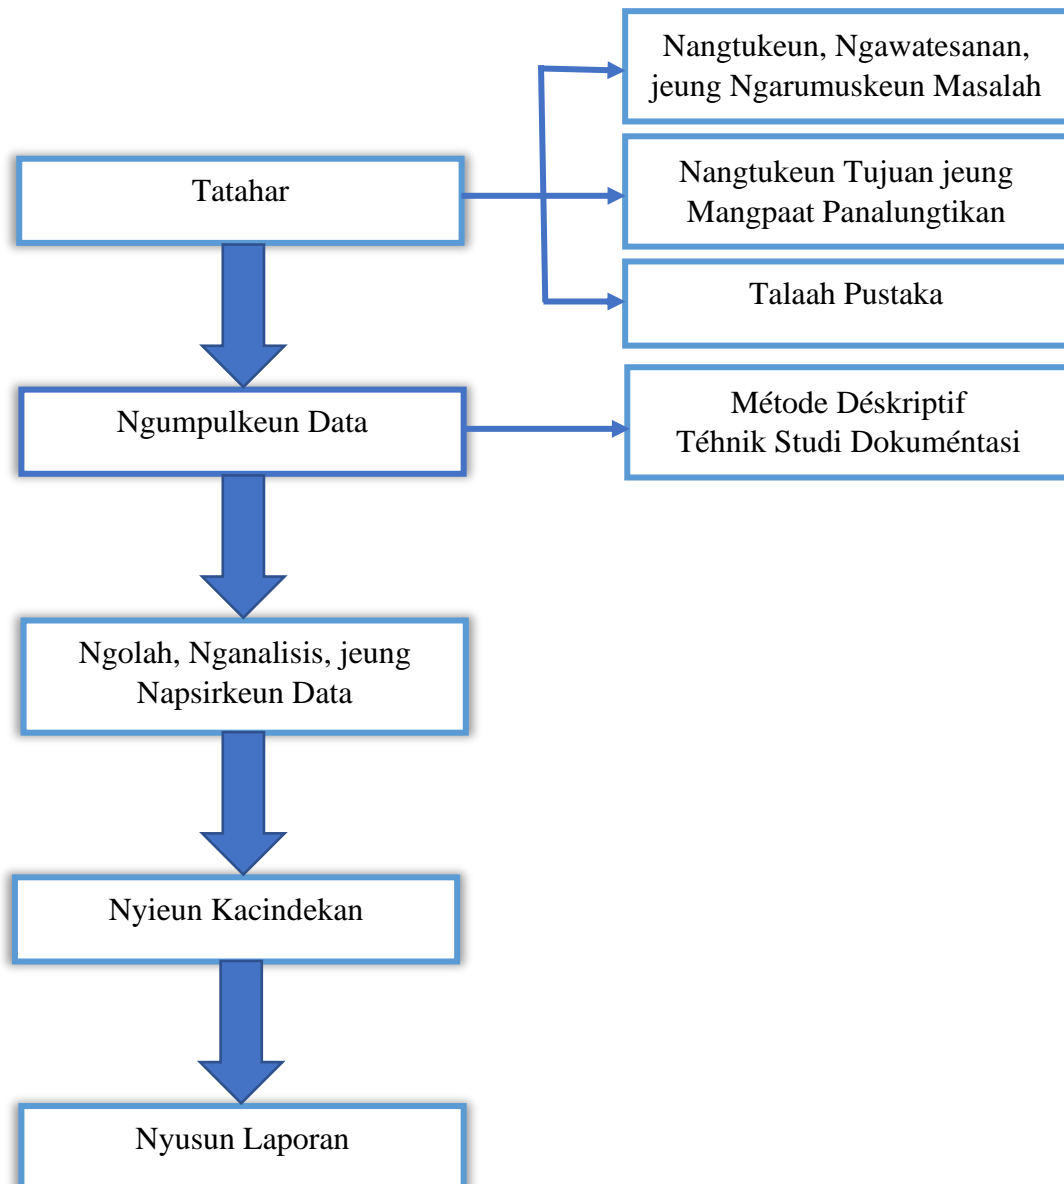 Tatahar
Nangtukeun, Ngawatesanan,
jeung Ngarumuskeun Masalah
Nangtukeun Tujuan jeung
Mangpaat Panalungtikan
Talaah Pustaka
Ngumpulkeun Data
Métode Déskriptif
Téhnik Studi Dokuméntasi
Ngolah, Nganalisis, jeung
Napsirkeun Data
Nyieun Kacindekan
Nyusun Laporan